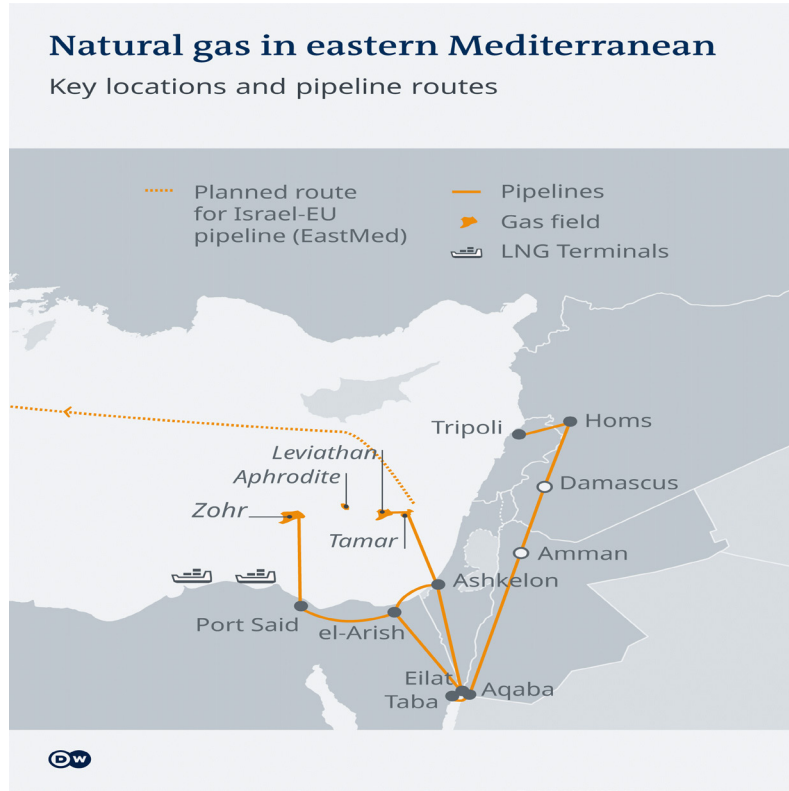 Natural gas in eastern Mediterranean
Key locations and pipeline routes
Planned route
for Israel-EU
pipeline (EastMed)
Pipelines
Gas field
LNG Terminals
Tripoli
Homs
Leviathan
Aphrodite
Damascus
Zohr
Tamar
Amman
Ashkelon
Port Said
el-Arish
Eilat
Aqaba
Taba
DW